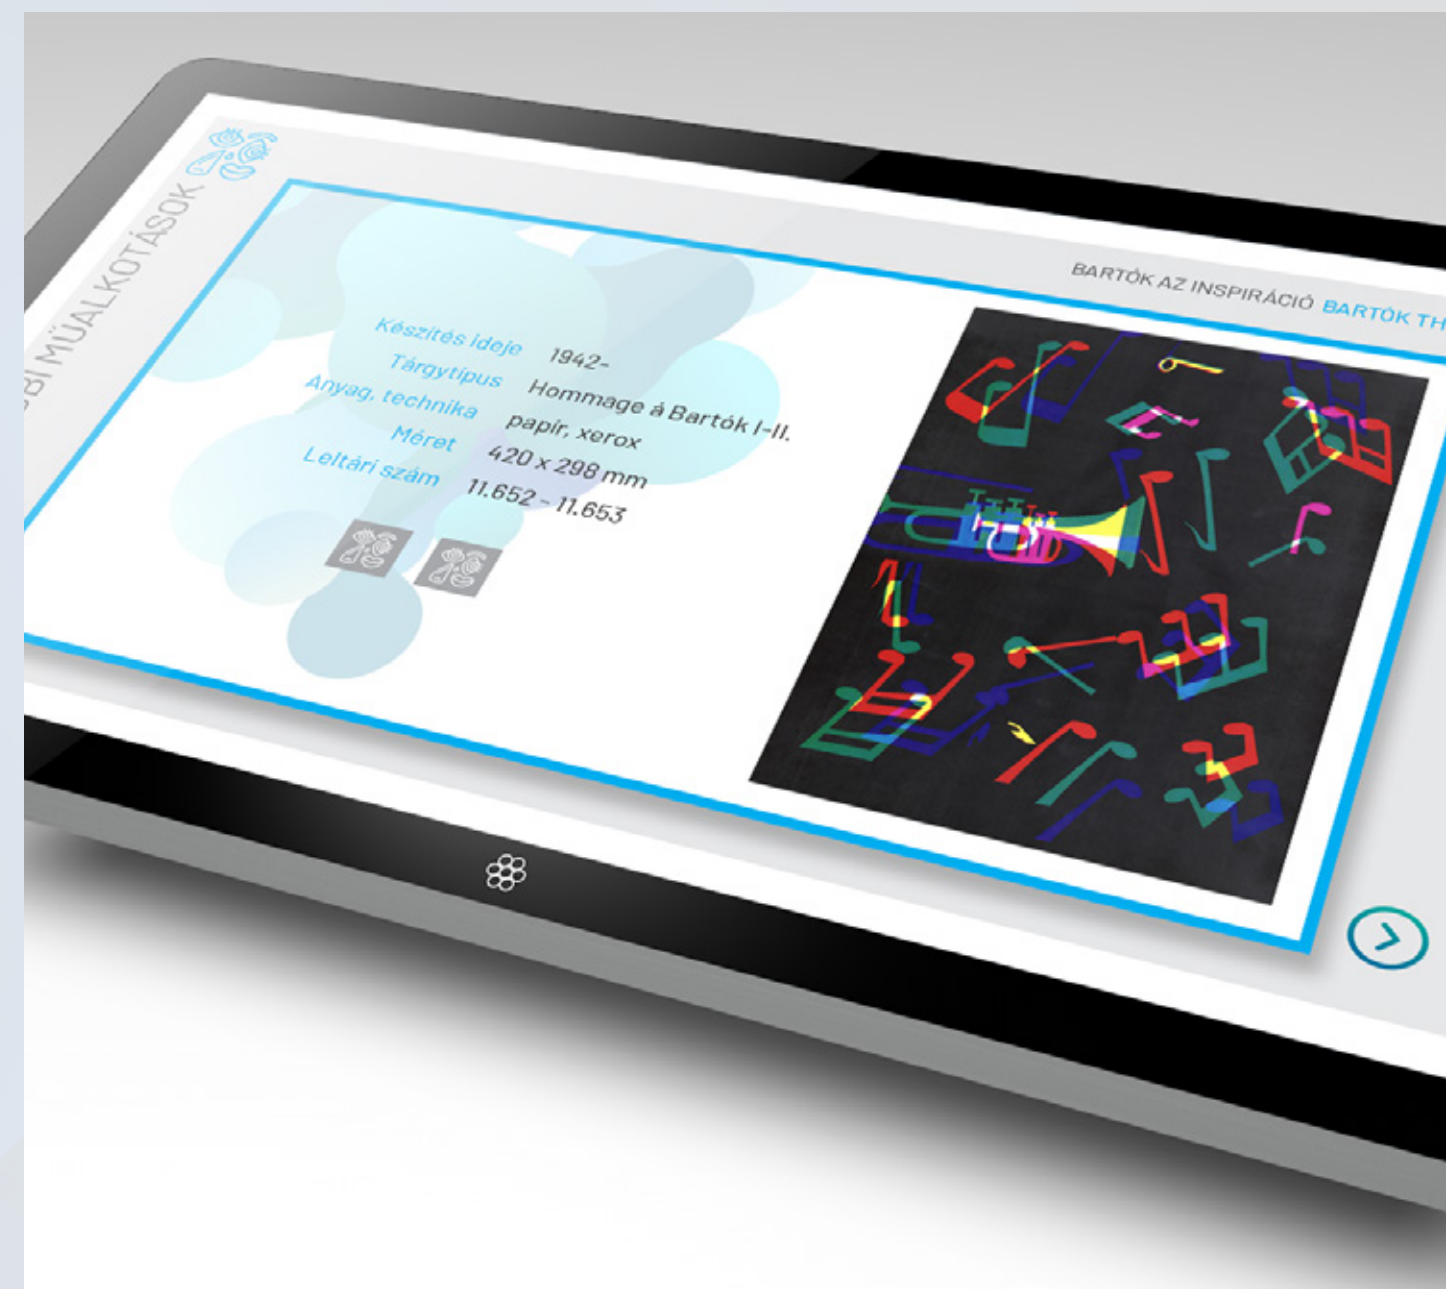 MŰALKOTÁSOK
BARTÓK AZ INSPIRÁCIÓ BARTÓK
Készítés ideje 1942-
Tárgytípus Hommage á Bartók I-II.
Anyag, technika papír, xerox
Méret 420 x 298 mm
Leltári szám 11.652 - 11.653